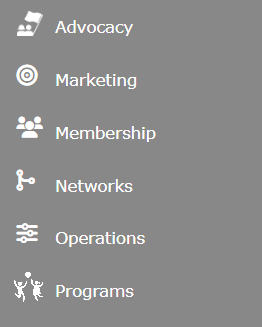 Advocacy
Marketing
Membership
Networks
Operations
Programs